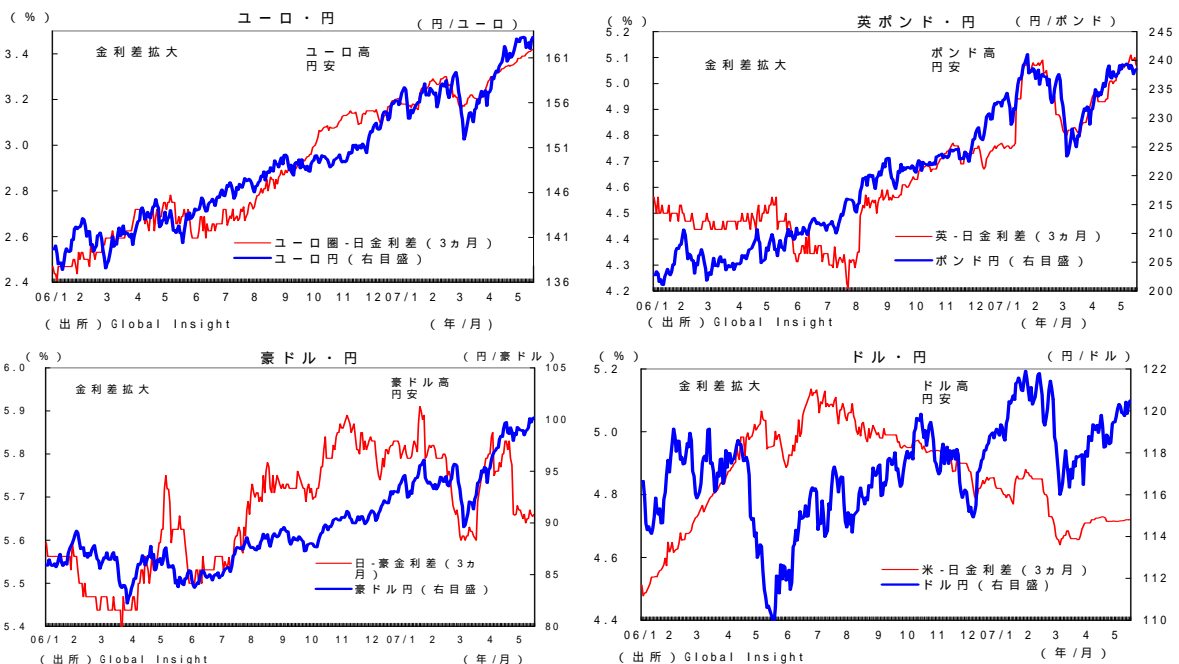 ユーロ・円
(%)
(円/ユーロ)
金利差拡大
ユーロ高
円安
3.4
3.2
3.0
2.8
2.6
2.4
161
156
151
146
141
136
ユーロ圏-日金利差(3ヵ月)
ユーロ円(右目盛)
06/1 2 3 4 5 6 7 8 9 10 11 12 07/1 2 3 4 5
(出所)Global Insight
(年/月)
英ポンド・円
(%)
(円/ポンド)
金利差拡大
ポンド高
円安
5.2
5.1
5.0
4.9
4.8
4.7
4.6
4.5
4.4
4.3
4.2
245
240
235
230
225
220
215
210
205
200
英-日金利差(3ヵ月)
ポンド円(右目盛)
06/1 2 3 4 5 6 7 8 9 10 11 12 07/1 2 3 4 5
(出所)Global Insight
(年/月)
豪ドル・円
(%)
(円/豪ドル)
金利差拡大
豪ドル高
円安
6.0
5.9
5.8
5.7
5.6
5.5
5.4
105
100
95
90
85
80
日-豪金利差(3ヵ
月)
豪ドル円(右目盛)
06/1 2 3 4 5 6 7 8 9 10 11 12 07/1 2 3 4 5
(出所)Global Insight
(年/月)
ドル・円
(%)
(円/ドル)
金利差拡大
ドル高
円安
5.2
5.0
4.8
4.6
4.4
122
120
118
116
114
112
110
米-日金利差(3ヵ月)
ドル円(右目盛)
06/1 2 3 4 5 6 7 8 9 10 11 12 07/1 2 3 4 5
(出所)Global Insight
(年/月)